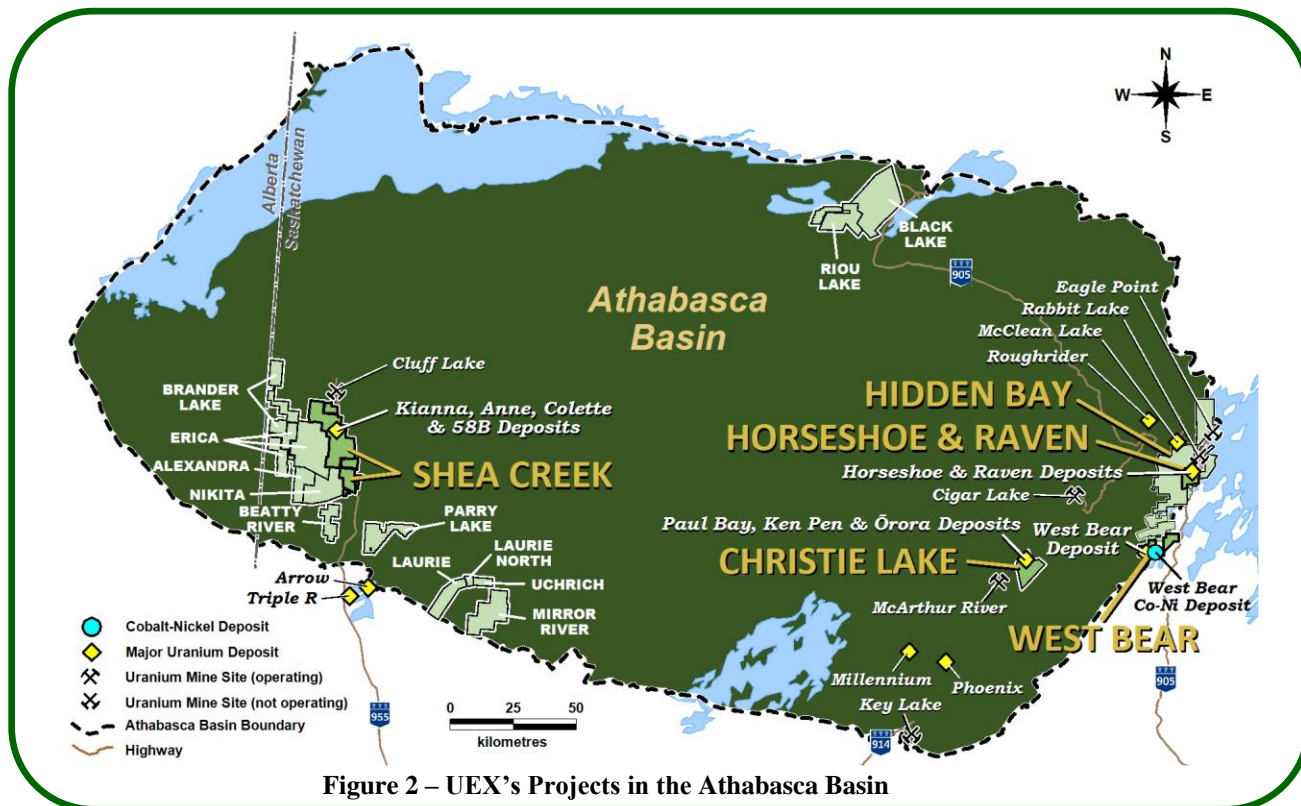 N
W
E
S
Alberta
Saskatchewan
BLACK
LAKE
RIOU
LAKE
905
Eagle Point
Rabbit Lake
McClean Lake
Roughrider
Athabasca
Basin
Cluff Lake
BRANDER
LAKE
Kianna, Anne, Colette
& 58B Deposits
ERICA
SHEA CREEK
ALEXANDRA
NIKITA
BEATTY
RIVER
PARRY
LAKE
LAURIE
LAURIE
NORTH
UCHRICH
MIRROR
RIVER
Arrow
Triple R
HIDDEN BAY
HORSESHOE & RAVEN
Horseshoe & Raven Deposits
Cigar Lake
Paul Bay, Ken Pen & Ōrora Deposits
West Bear
Deposit
CHRISTIE LAKE
McArthur River
West Bear
Co-Ni Deposit
WEST BEAR
Millennium
Phoenix
Key Lake
905
914
955
Cobalt-Nickel Deposit
Major Uranium Deposit
Uranium Mine Site (operating)
Uranium Mine Site (not operating)
Athabasca Basin Boundary
Highway
0 25 50
kilometres
Figure 2 – UEX's Projects in the Athabasca Basin